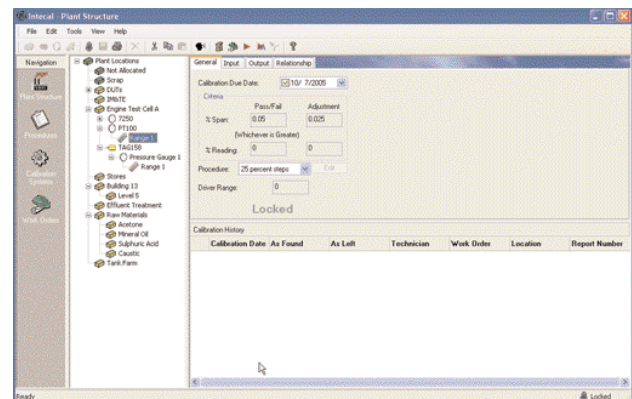 Intecal - Plant Structure
File Edit Tools View Help
Navigation
Plant Structure
Procedures
Calibration Systems
Work Orders
Plant Locations
Not Allocated
Scrap
DUTs
IM&TE
Engine Test Cell A
7250
PT100
Range 1
TAG158
Pressure Gauge 1
Range 1
Stores
Building 13
Level 5
Effluent Treatment
Raw Materials
Acetone
Mineral Oil
Sulphuric Acid
Caustic
Tank Farm
General Input Output Relationship
Calibration Due Date: 10/ 7/2005
Criteria
Pass/Fail Adjustment
% Span: 0.05 0.025
(Whichever is Greater)
% Reading: 0 0
Procedure: 25 percent steps Edit
Driver Range: 0
Locked
Calibration History
Calibration Date As Found As Left Technician Work Order Location Report Number
Ready Locked